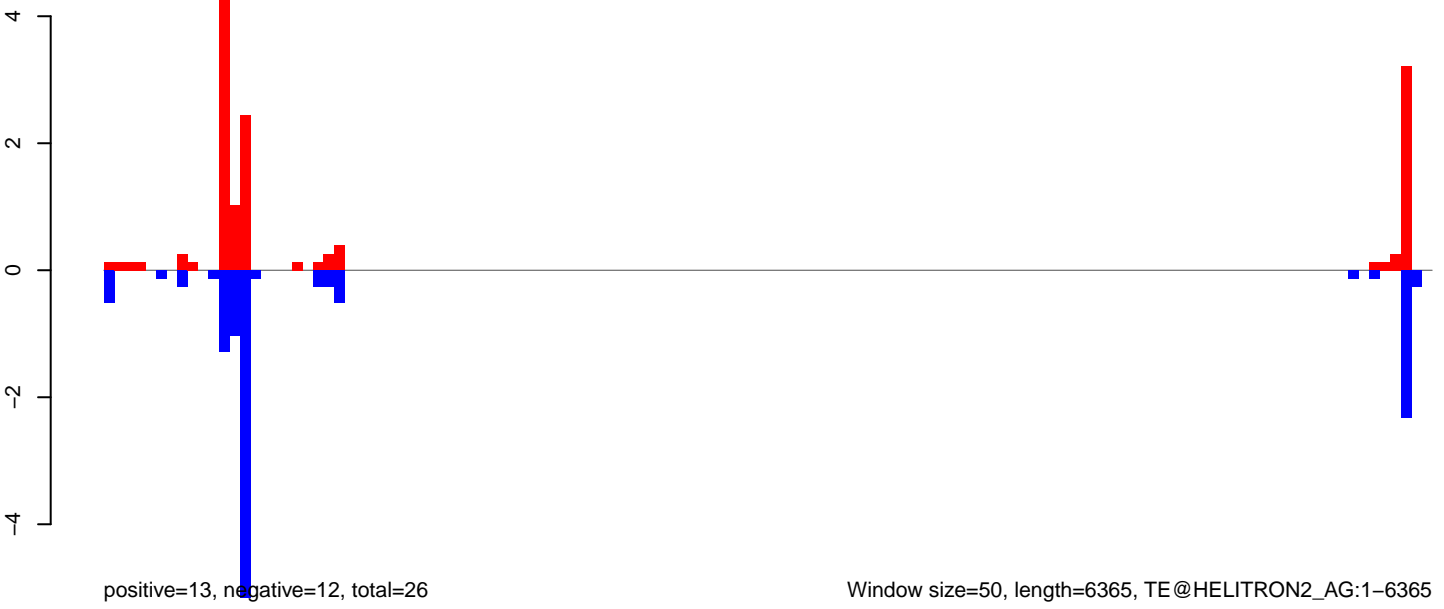 4
2
0
−2
−4
positive=13, negative=12, total=26
Window size=50, length=6365, TE@HELITRON2_AG:1−6365